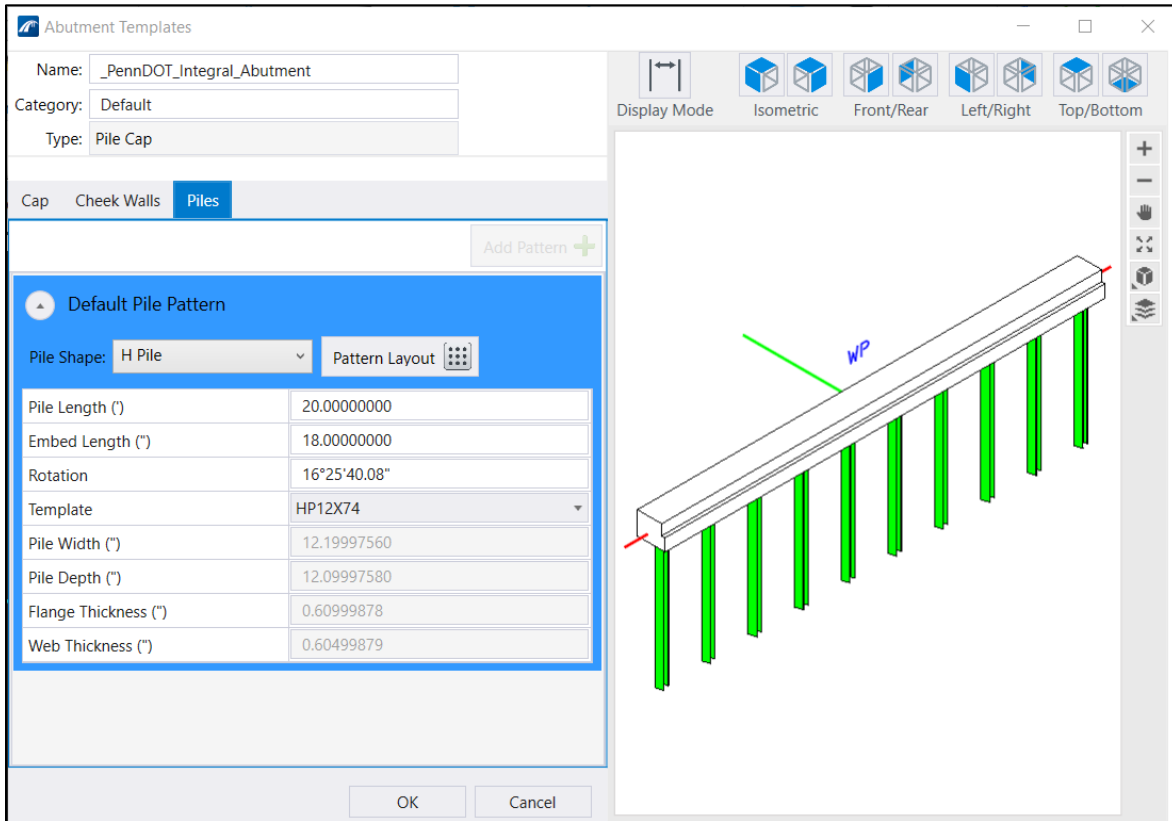 Abutment Templates
Name: _PennDOT_Integral_Abutment
Category: Default
Type: Pile Cap
Display Mode Isometric Front/Rear Left/Right Top/Bottom
Cap Cheek Walls Piles
Add Pattern
Default Pile Pattern
Pile Shape: H Pile Pattern Layout
Pile Length (') 20.00000000
Embed Length (") 18.00000000
Rotation 16°25'40.08"
Template HP12X74
Pile Width (") 12.19997560
Pile Depth (") 12.09997580
Flange Thickness (") 0.60999878
Web Thickness (") 0.60499879
OK Cancel
WP